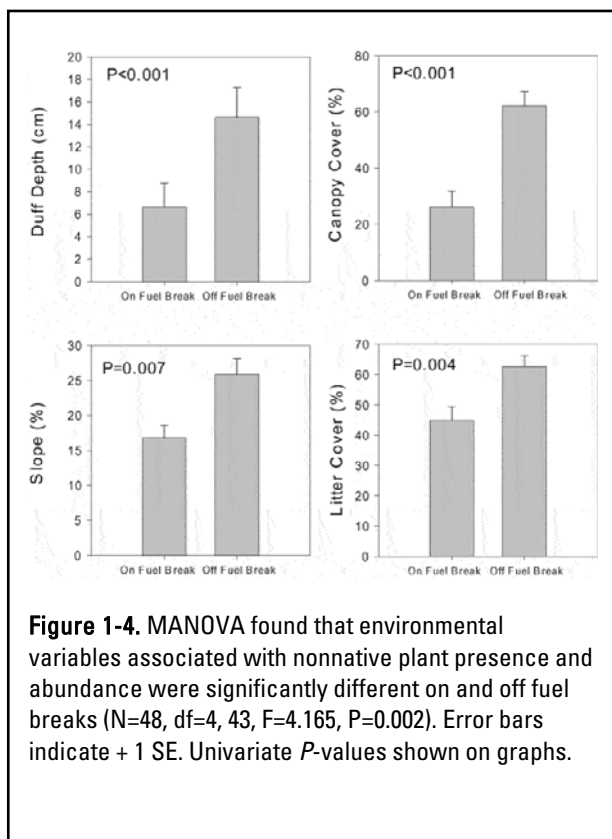 P<0.001
Duff Depth (cm)
20
18
16
14
12
10
8
6
4
2
0
On Fuel Break Off Fuel Break
P<0.001
Canopy Cover (%)
80
60
40
20
0
On Fuel Break Off Fuel Break
P=0.007
Slope (%)
30
25
20
15
10
5
0
On Fuel Break Off Fuel Break
P=0.004
Litter Cover (%)
70
60
50
40
30
20
10
0
On Fuel Break Off Fuel Break
Figure 1-4. MANOVA found that environmental
variables associated with nonnative plant presence and
abundance were significantly different on and off fuel
breaks (N=48, df=4, 43, F=4.165, P=0.002). Error bars
indicate + 1 SE. Univariate P-values shown on graphs.